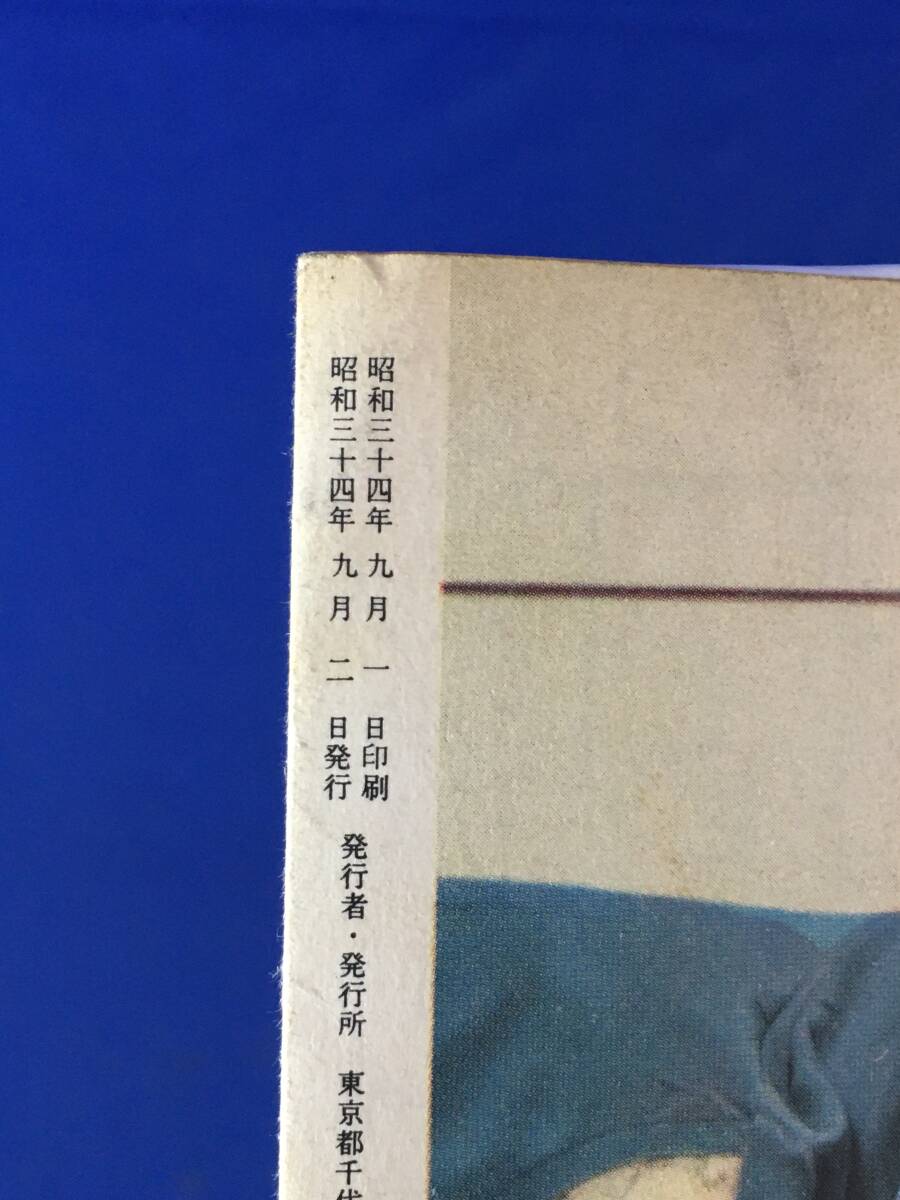 昭和三十四年 九月 一 日印刷
昭和三十四年 九月 二 日発行
発行者・発行所 東京都千代